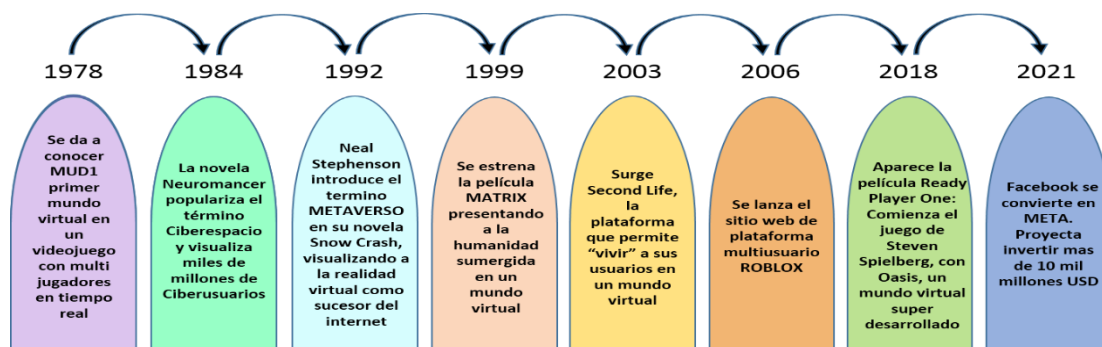 1978
1984
1992
1999
2003
2006
2018
2021
Se da a
conocer
MUD1
primer
mundo
virtual en
un
videojuego
con multi
jugadores
en tiempo
real
La novela
Neuromancer
populariza el
término
Ciberespacio
y visualiza
miles de
millones de
Ciberusuarios
Neal
Stephenson
introduce el
termino
METAVERSO
en su novela
Snow Crash,
visualizando
a la realidad
virtual como
sucesor del
internet
Se estrena
la película
MATRIX
presentando
a la
humanidad
sumergida
en un
mundo
virtual
Surge
Second Life,
la
plataforma
que permite
“vivir” a sus
usuarios en
un mundo
virtual
Se lanza el
sitio web de
plataforma
multiusuario
ROBLOX
Aparece la
película Ready
Player One:
Comienza el
juego de
Steven
Spielberg, con
Oasis, un
mundo virtual
super
desarrollado
Facebook se
convierte en
META.
Proyecta
invertir mas
de 10 mil
millones USD